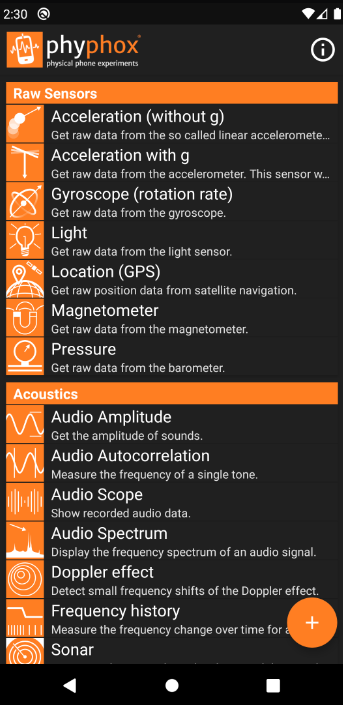 2:30
phyphox®
physical phone experiments
Raw Sensors
Acceleration (without g)
Get raw data from the so called linear acceleromete...
Acceleration with g
Get raw data from the accelerometer. This sensor w...
Gyroscope (rotation rate)
Get raw data from the gyroscope.
Light
Get raw data from the light sensor.
Location (GPS)
Get raw position data from satellite navigation.
Magnetometer
Get raw data from the magnetometer.
Pressure
Get raw data from the barometer.
Acoustics
Audio Amplitude
Get the amplitude of sounds.
Audio Autocorrelation
Measure the frequency of a single tone.
Audio Scope
Show recorded audio data.
Audio Spectrum
Display the frequency spectrum of an audio signal.
Doppler effect
Detect small frequency shifts of the Doppler effect.
Frequency history
Measure the frequency change over time for a
Sonar